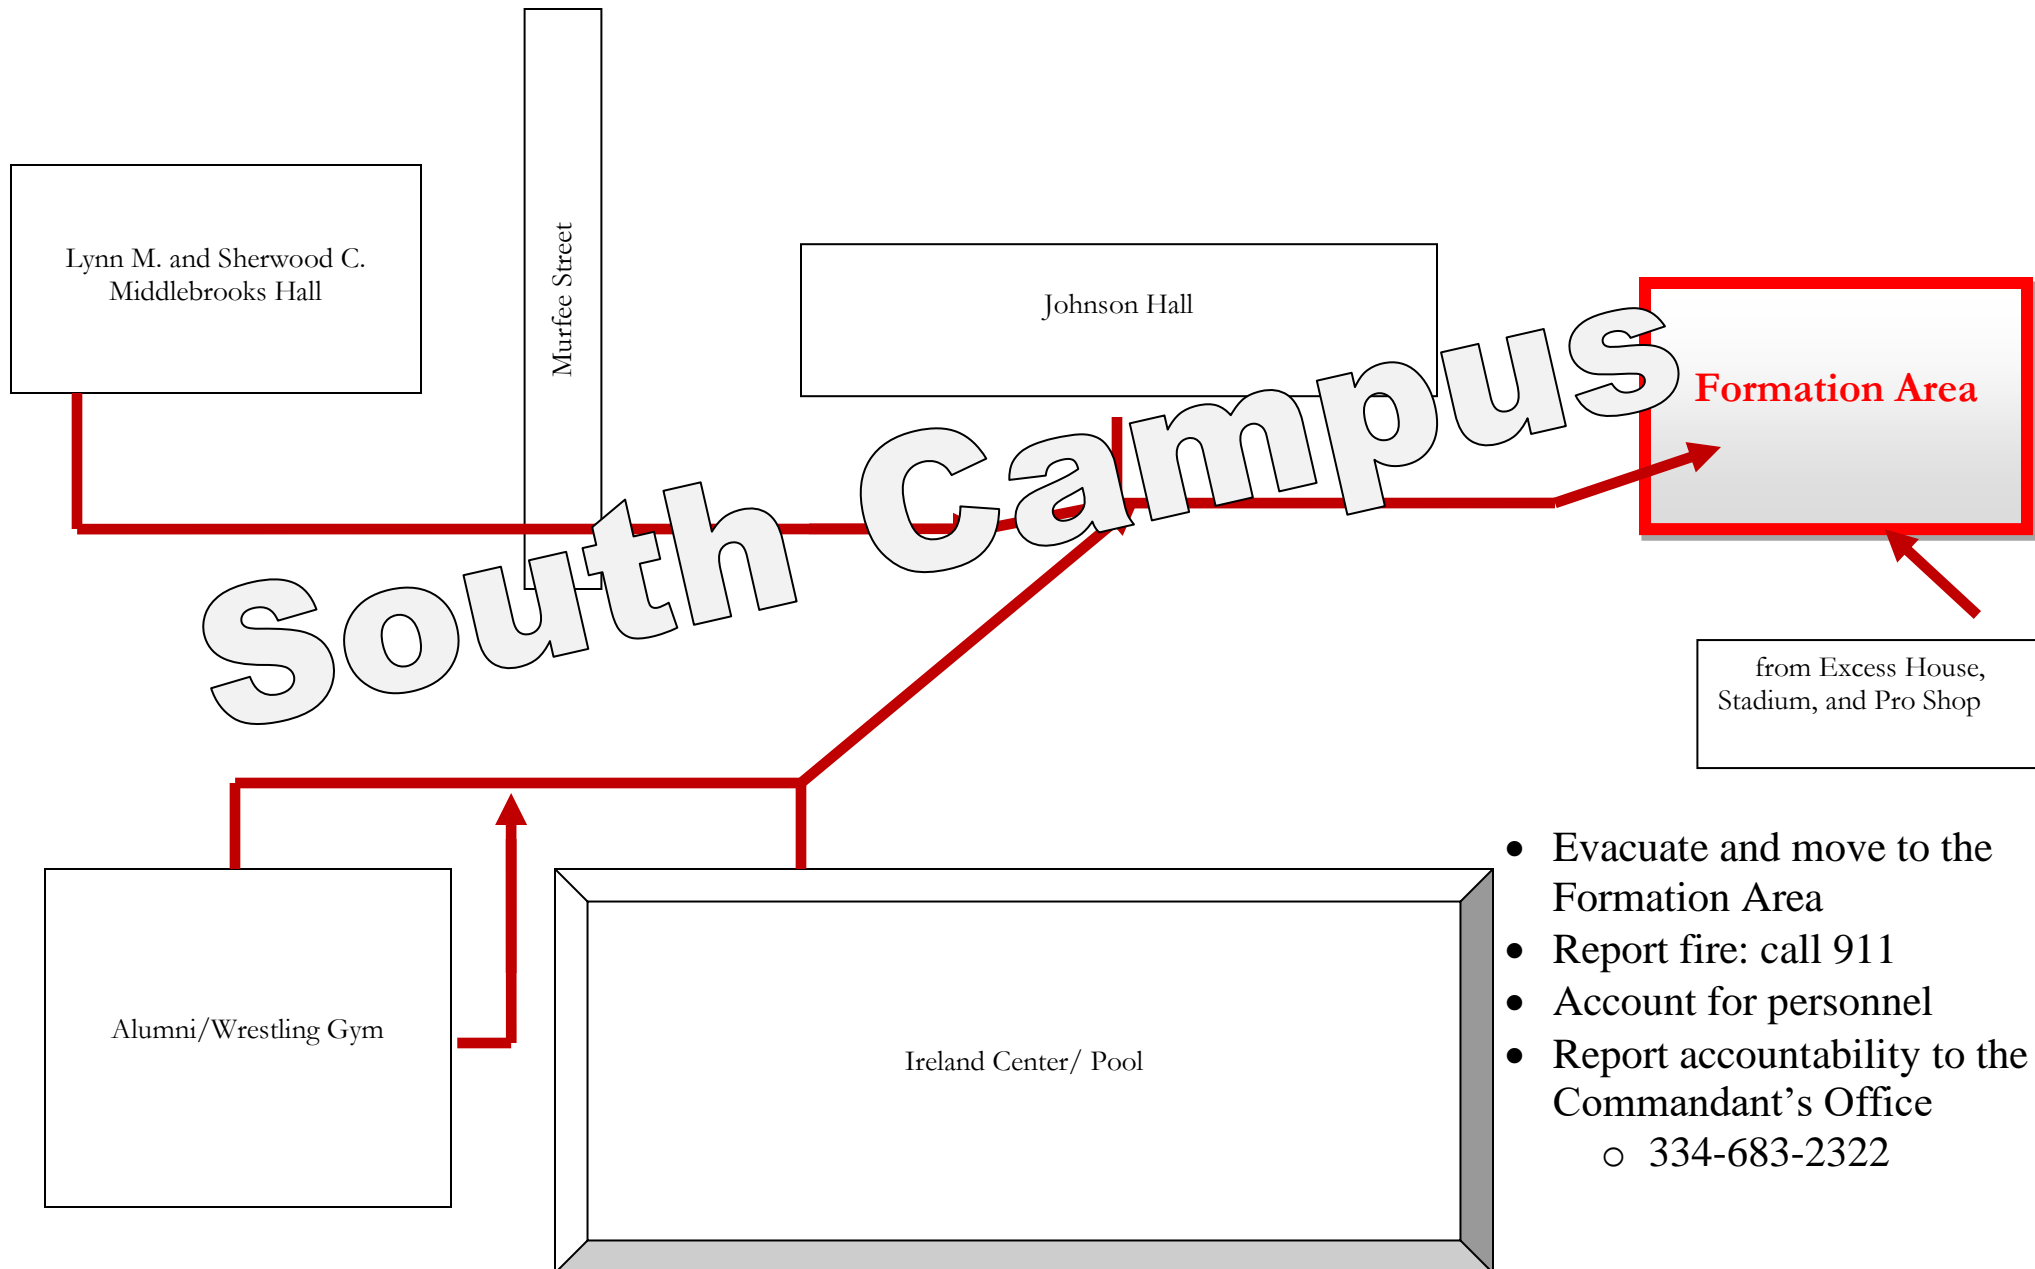 Lynn M. and Sherwood C.
Middlebrooks Hall
Murfee Street
Johnson Hall
Formation Area
South Campus
from Excess House,
Stadium, and Pro Shop
Alumni/Wrestling Gym
Ireland Center/ Pool
• Evacuate and move to the
Formation Area
• Report fire: call 911
• Account for personnel
• Report accountability to the
Commandant’s Office
o 334-683-2322